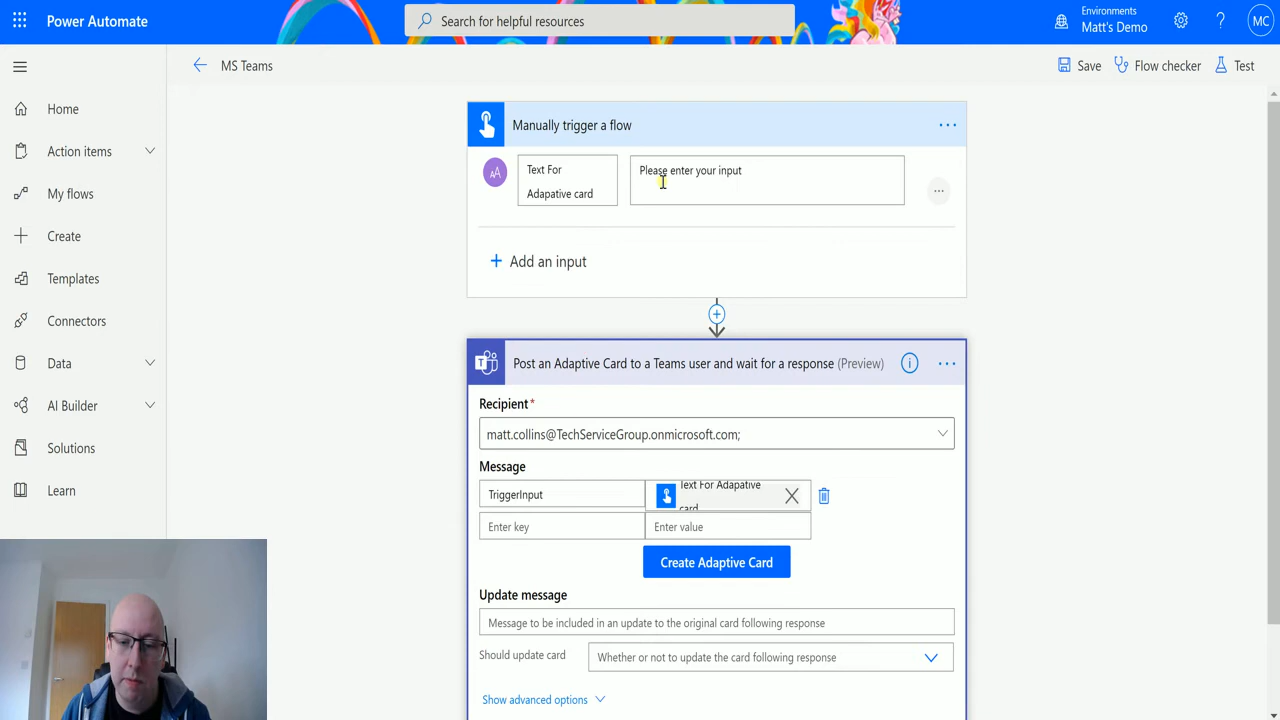 Power Automate
Search for helpful resources
Environments
Matt's Demo
?
MC
MS Teams
Save
Flow checker
Test
Home
Action items
My flows
Create
Templates
Connectors
Data
AI Builder
Solutions
Learn
Manually trigger a flow
AA
Text For
Adapative card
Please enter your input
Add an input
Post an Adaptive Card to a Teams user and wait for a response (Preview)
Recipient*
matt.collins@TechServiceGroup.onmicrosoft.com;
Message
TriggerInput
Text For Adapative
card
Enter key
Enter value
Create Adaptive Card
Update message
Message to be included in an update to the original card following response
Should update card
Whether or not to update the card following response
Show advanced options